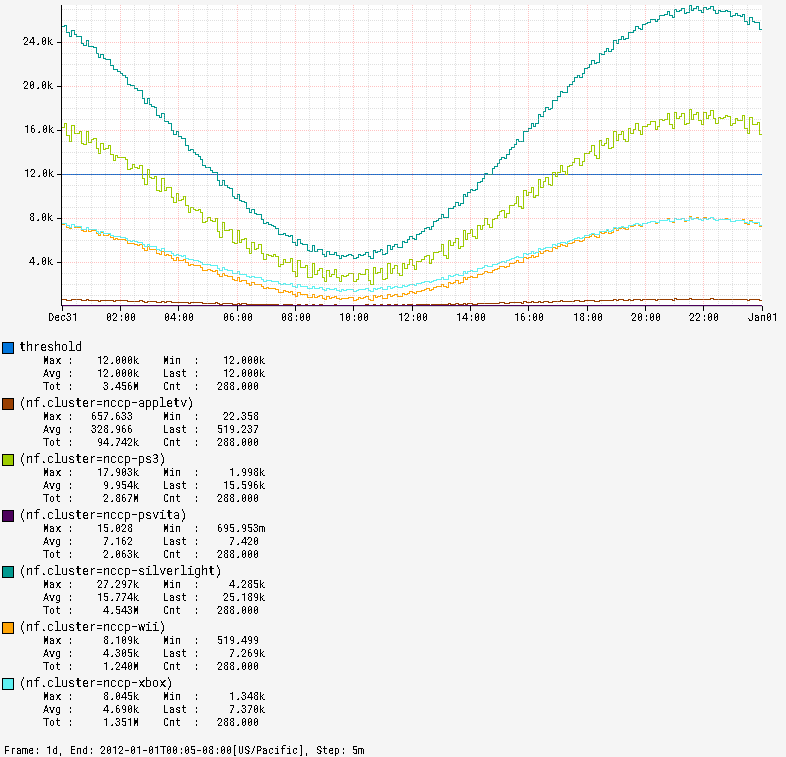 24.0k
20.0k
16.0k
12.0k
8.0k
4.0k
Dec31 02:00 04:00 06:00 08:00 10:00 12:00 14:00 16:00 18:00 20:00 22:00 Jan01
threshold
Max : 12.000k Min : 12.000k
Avg : 12.000k Last : 12.000k
Tot : 3.456M Cnt : 288.000
(nf.cluster=nccp-appletv)
Max : 657.633 Min : 22.358
Avg : 328.966 Last : 519.237
Tot : 94.742k Cnt : 288.000
(nf.cluster=nccp-ps3)
Max : 17.903k Min : 1.998k
Avg : 9.954k Last : 15.596k
Tot : 2.867M Cnt : 288.000
(nf.cluster=nccp-psvita)
Max : 15.028 Min : 695.953m
Avg : 7.162 Last : 7.420
Tot : 2.063k Cnt : 288.000
(nf.cluster=nccp-silverlight)
Max : 27.297k Min : 4.285k
Avg : 15.774k Last : 25.189k
Tot : 4.543M Cnt : 288.000
(nf.cluster=nccp-wii)
Max : 8.109k Min : 519.499
Avg : 4.305k Last : 7.269k
Tot : 1.240M Cnt : 288.000
(nf.cluster=nccp-xbox)
Max : 8.045k Min : 1.348k
Avg : 4.690k Last : 7.370k
Tot : 1.351M Cnt : 288.000
Frame: 1d, End: 2012-01-01T00:05-08:00[US/Pacific], Step: 5m